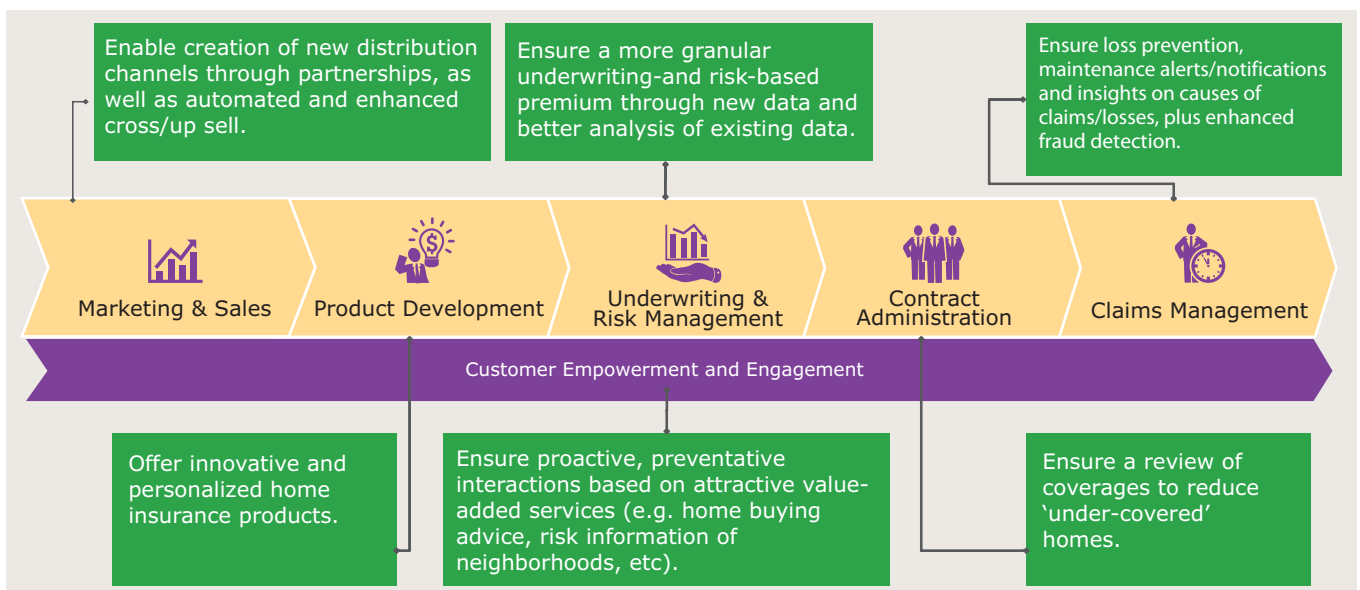 Enable creation of new distribution
channels through partnerships, as
well as automated and enhanced
cross/up sell.
Ensure a more granular
underwriting-and risk-based
premium through new data and
better analysis of existing data.
Ensure loss prevention,
maintenance alerts/notifications
and insights on causes of
claims/losses, plus enhanced
fraud detection.
Marketing & Sales
$
Product Development
Underwriting &
Risk Management
Contract
Administration
Claims Management
Customer Empowerment and Engagement
Offer innovative and
personalized home
insurance products.
Ensure proactive, preventative
interactions based on attractive value-
added services (e.g. home buying
advice, risk information of
neighborhoods, etc).
Ensure a review of
coverages to reduce
‘under-covered’
homes.